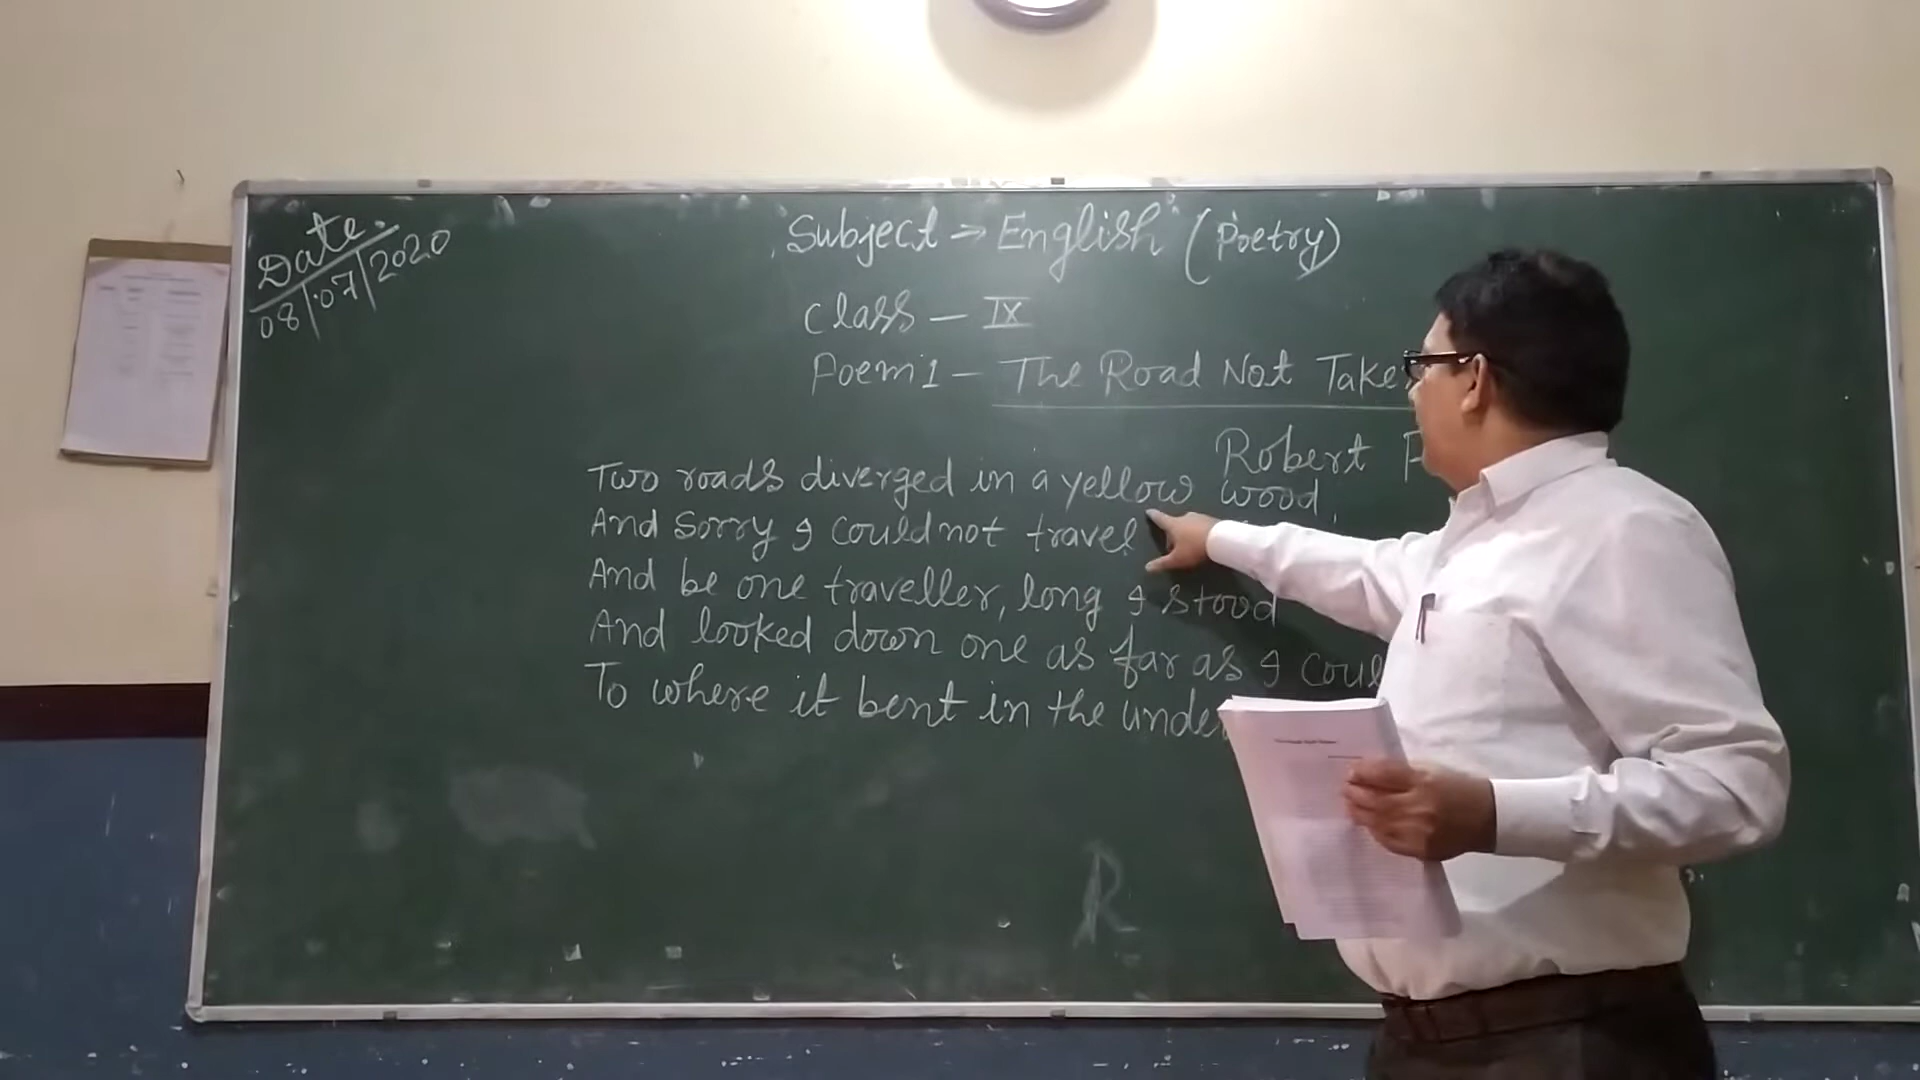 Date.
08/07/2020
Subject → English (Poetry)
Class – IX
Poem 1 – The Road Not Take
Robert F
Two roads diverged in a yellow wood,
And Sorry I could not travel
And be one traveller, long I stood
And looked down one as far as I coul
To where it bent in the under
R